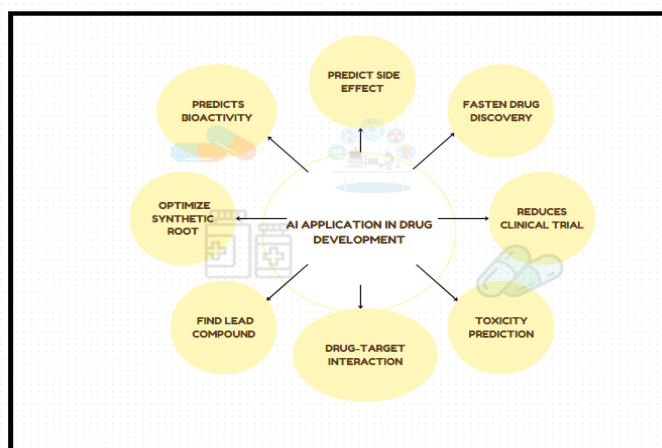 PREDICT SIDE
EFFECT
PREDICTS
BIOACTIVITY
FASTEN DRUG
DISCOVERY
OPTIMIZE
SYNTHETIC
ROOT
AI APPLICATION IN DRUG
DEVELOPMENT
REDUCES
CLINICAL TRIAL
FIND LEAD
COMPOUND
DRUG-TARGET
INTERACTION
TOXICITY
PREDICTION